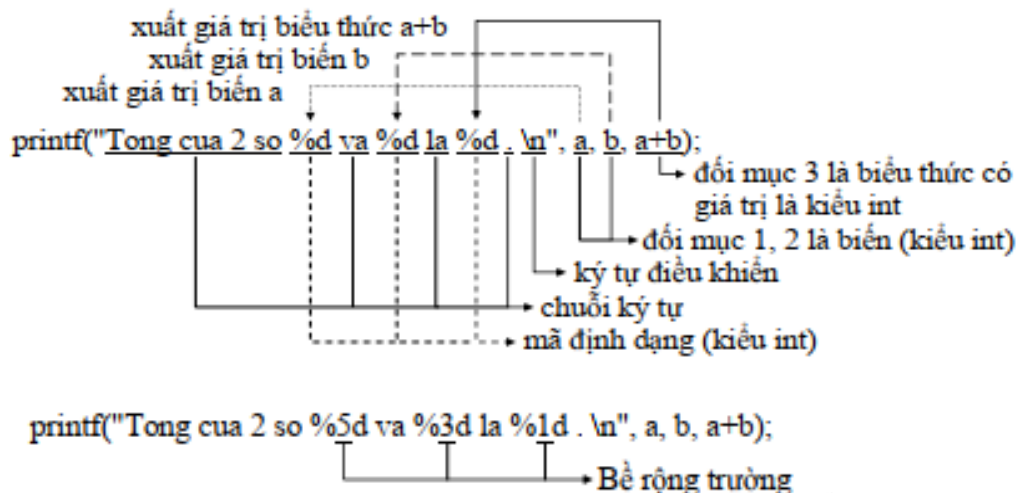 xuất giá trị biểu thức a+b
xuất giá trị biến b
xuất giá trị biến a
printf("Tong cua 2 so %d va %d la %d . \n", a, b, a+b);
đối mục 3 là biểu thức có
giá trị là kiểu int
đối mục 1, 2 là biến (kiểu int)
ký tự điều khiển
chuỗi ký tự
mã định dạng (kiểu int)
printf("Tong cua 2 so %5d va %3d la %1d . \n", a, b, a+b);
Bề rộng trường